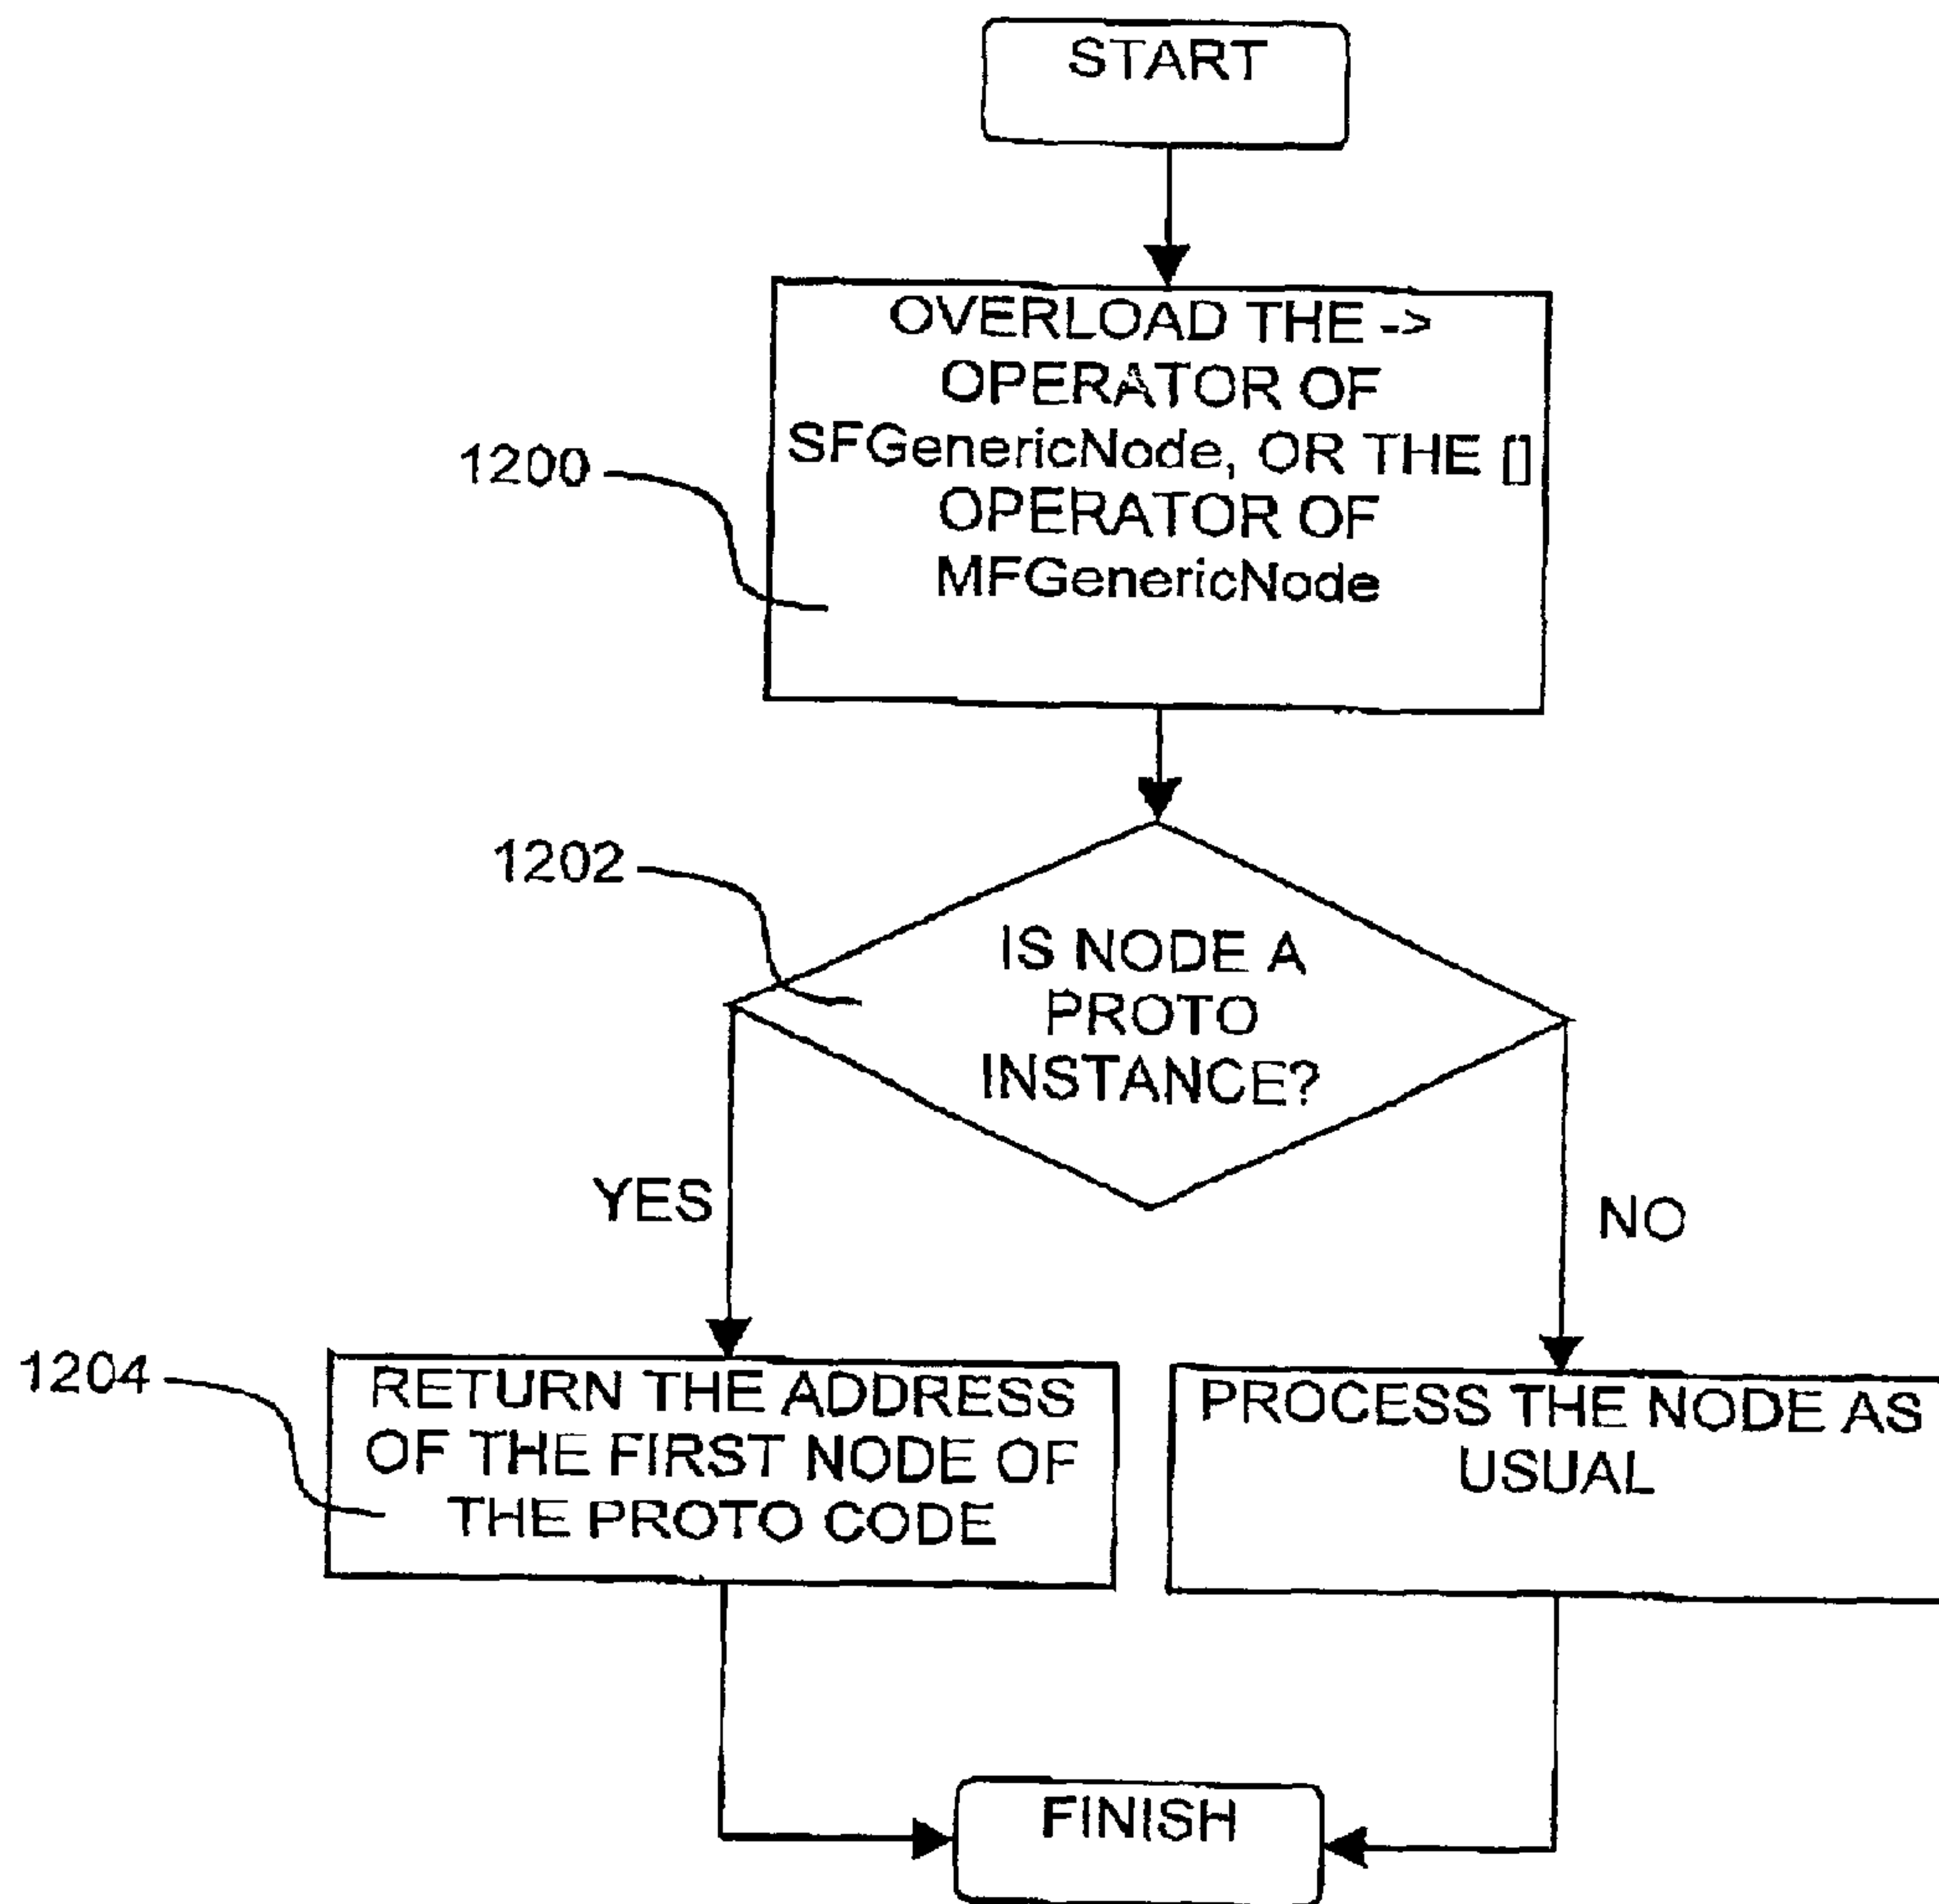 START
OVERLOAD THE ->
OPERATOR OF
SFGenericNode, OR THE []
OPERATOR OF
MFGenericNode
1200
1202
IS NODE A
PROTO
INSTANCE?
YES
NO
1204
RETURN THE ADDRESS
OF THE FIRST NODE OF
THE PROTO CODE
PROCESS THE NODE AS
USUAL
FINISH